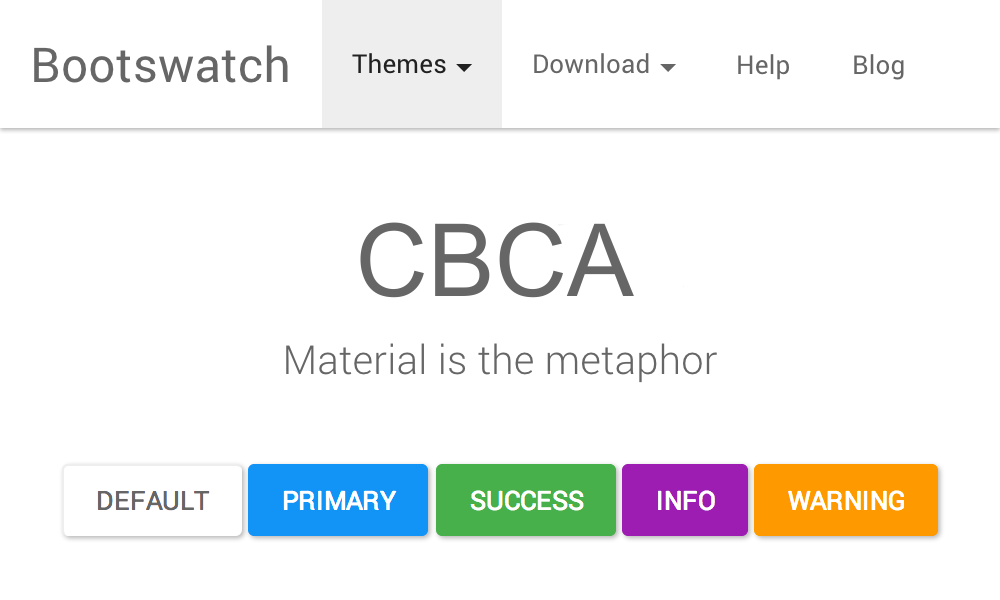 Bootswatch Themes Download Help Blog
CBCA
Material is the metaphor
DEFAULT PRIMARY SUCCESS INFO WARNING